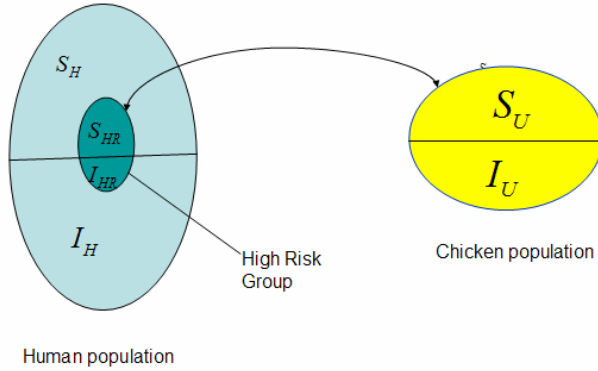 S_H
S_HR
I_HR
I_H
S_U
I_U
High Risk
Group
Chicken population
Human population